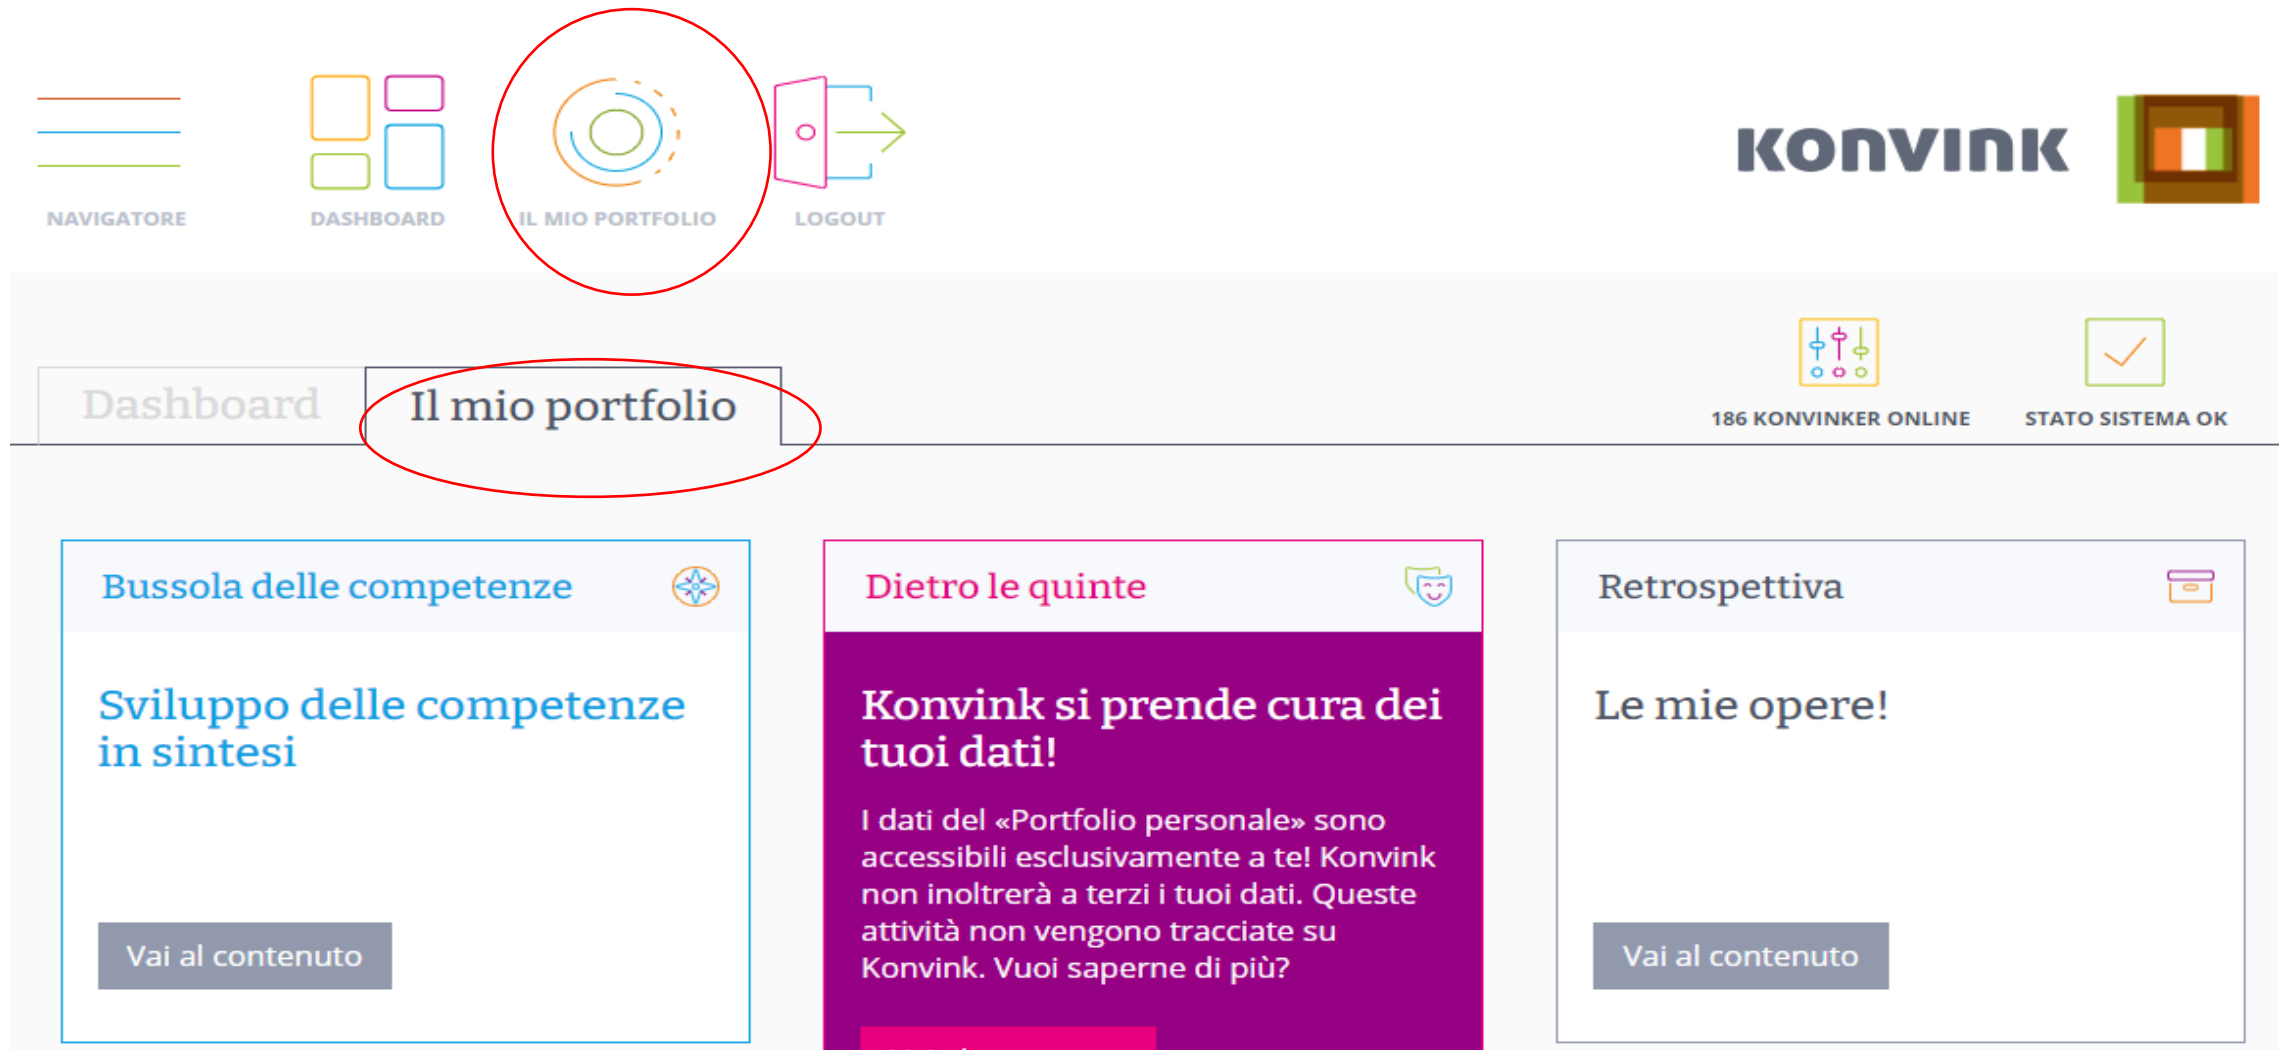 NAVIGATORE
DASHBOARD
IL MIO PORTFOLIO
LOGOUT
KONVINK
Dashboard
Il mio portfolio
186 KONVINKER ONLINE
STATO SISTEMA OK
Bussola delle competenze
Sviluppo delle competenze
in sintesi
Vai al contenuto
Dietro le quinte
Konvink si prende cura dei
tuoi dati!
I dati del «Portfolio personale» sono
accessibili esclusivamente a te! Konvink
non inoltrerà a terzi i tuoi dati. Queste
attività non vengono tracciate su
Konvink. Vuoi saperne di più?
Retrospettiva
Le mie opere!
Vai al contenuto